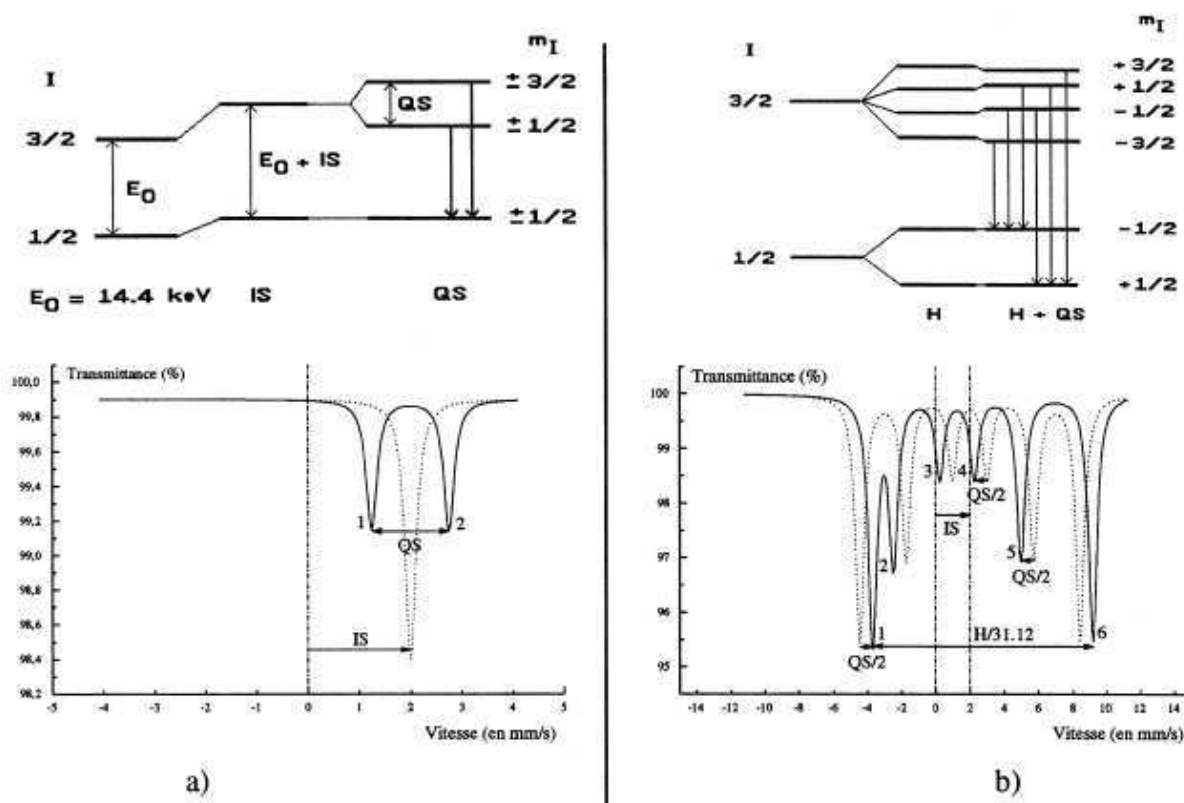 m_I
I
± 3/2
QS
± 1/2
3/2
E_0
E_0 + IS
± 1/2
1/2
E_0 = 14.4 keV
IS
QS
Transmittance (%)
100,0
99,8
99,6
99,4
99,2
99,0
98,8
98,6
98,4
98,2
1
2
QS
IS
-5
-4
-3
-2
-1
0
1
2
3
4
5
Vitesse (en mm/s)
a)
m_I
I
+ 3/2
3/2
+ 1/2
- 1/2
- 3/2
- 1/2
1/2
+ 1/2
H
H + QS
Transmittance (%)
100
99
98
97
96
95
3
4
QS/2
IS
2
5
QS/2
1
H/31.12
6
QS/2
-14
-12
-10
-8
-6
-4
-2
0
2
4
6
8
10
12
14
Vitesse (en mm/s)
b)